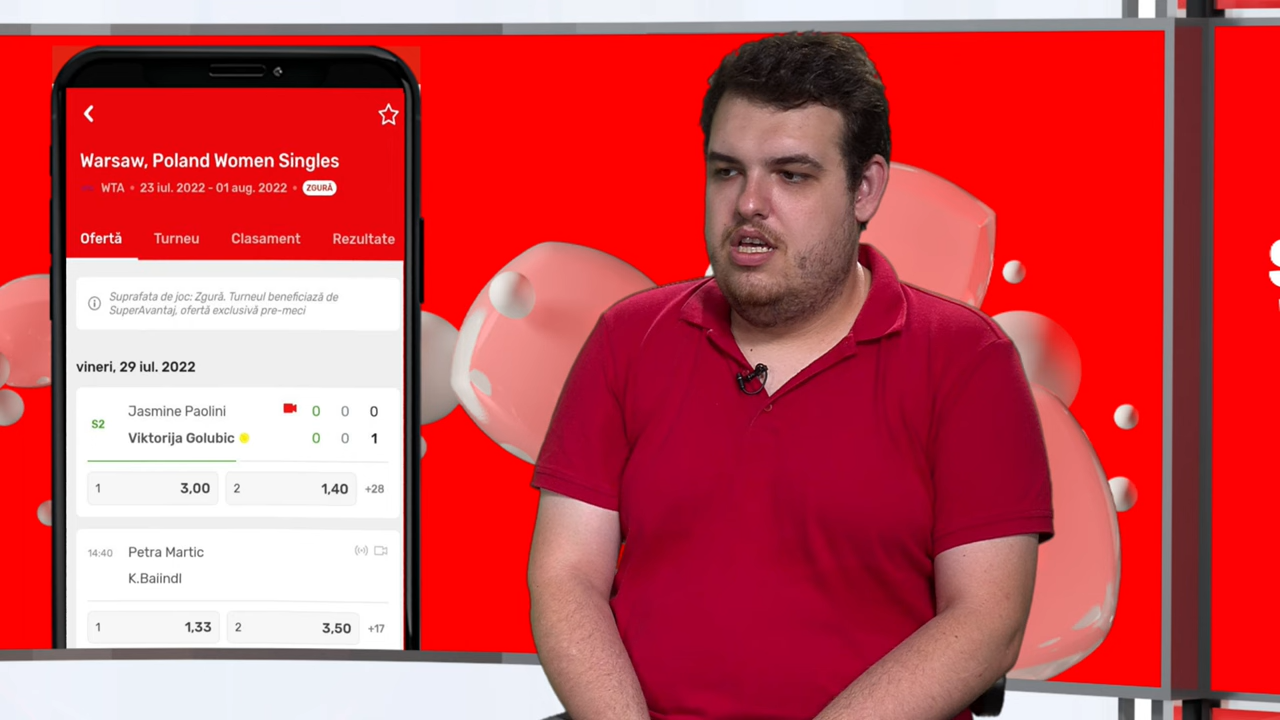 Warsaw, Poland Women Singles
WTA • 23 iul. 2022 - 01 aug. 2022 • ZGURĂ
Ofertă Turneu Clasament Rezultate
Suprafata de joc: Zgură. Turneul beneficiază de
SuperAvantaj, ofertă exclusivă pre-meci
vineri, 29 iul. 2022
Jasmine Paolini 0 0 0
S2
Viktorija Golubic 0 0 1
1 3,00 2 1,40 +28
14:40 Petra Martic
K.Baiindl
1 1,33 2 3,50 +17